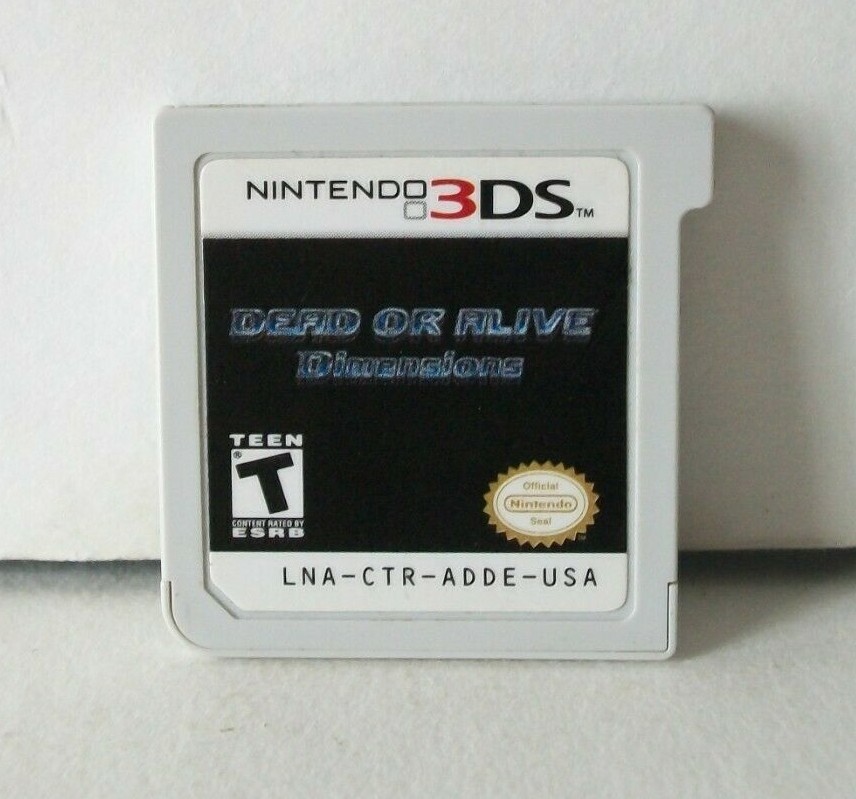 NINTENDO 3DS™
DEAD OR ALIVE
Dimensions
TEEN
T®
CONTENT RATED BY
ESRB
Official
Nintendo
Seal
LNA-CTR-ADDE-USA